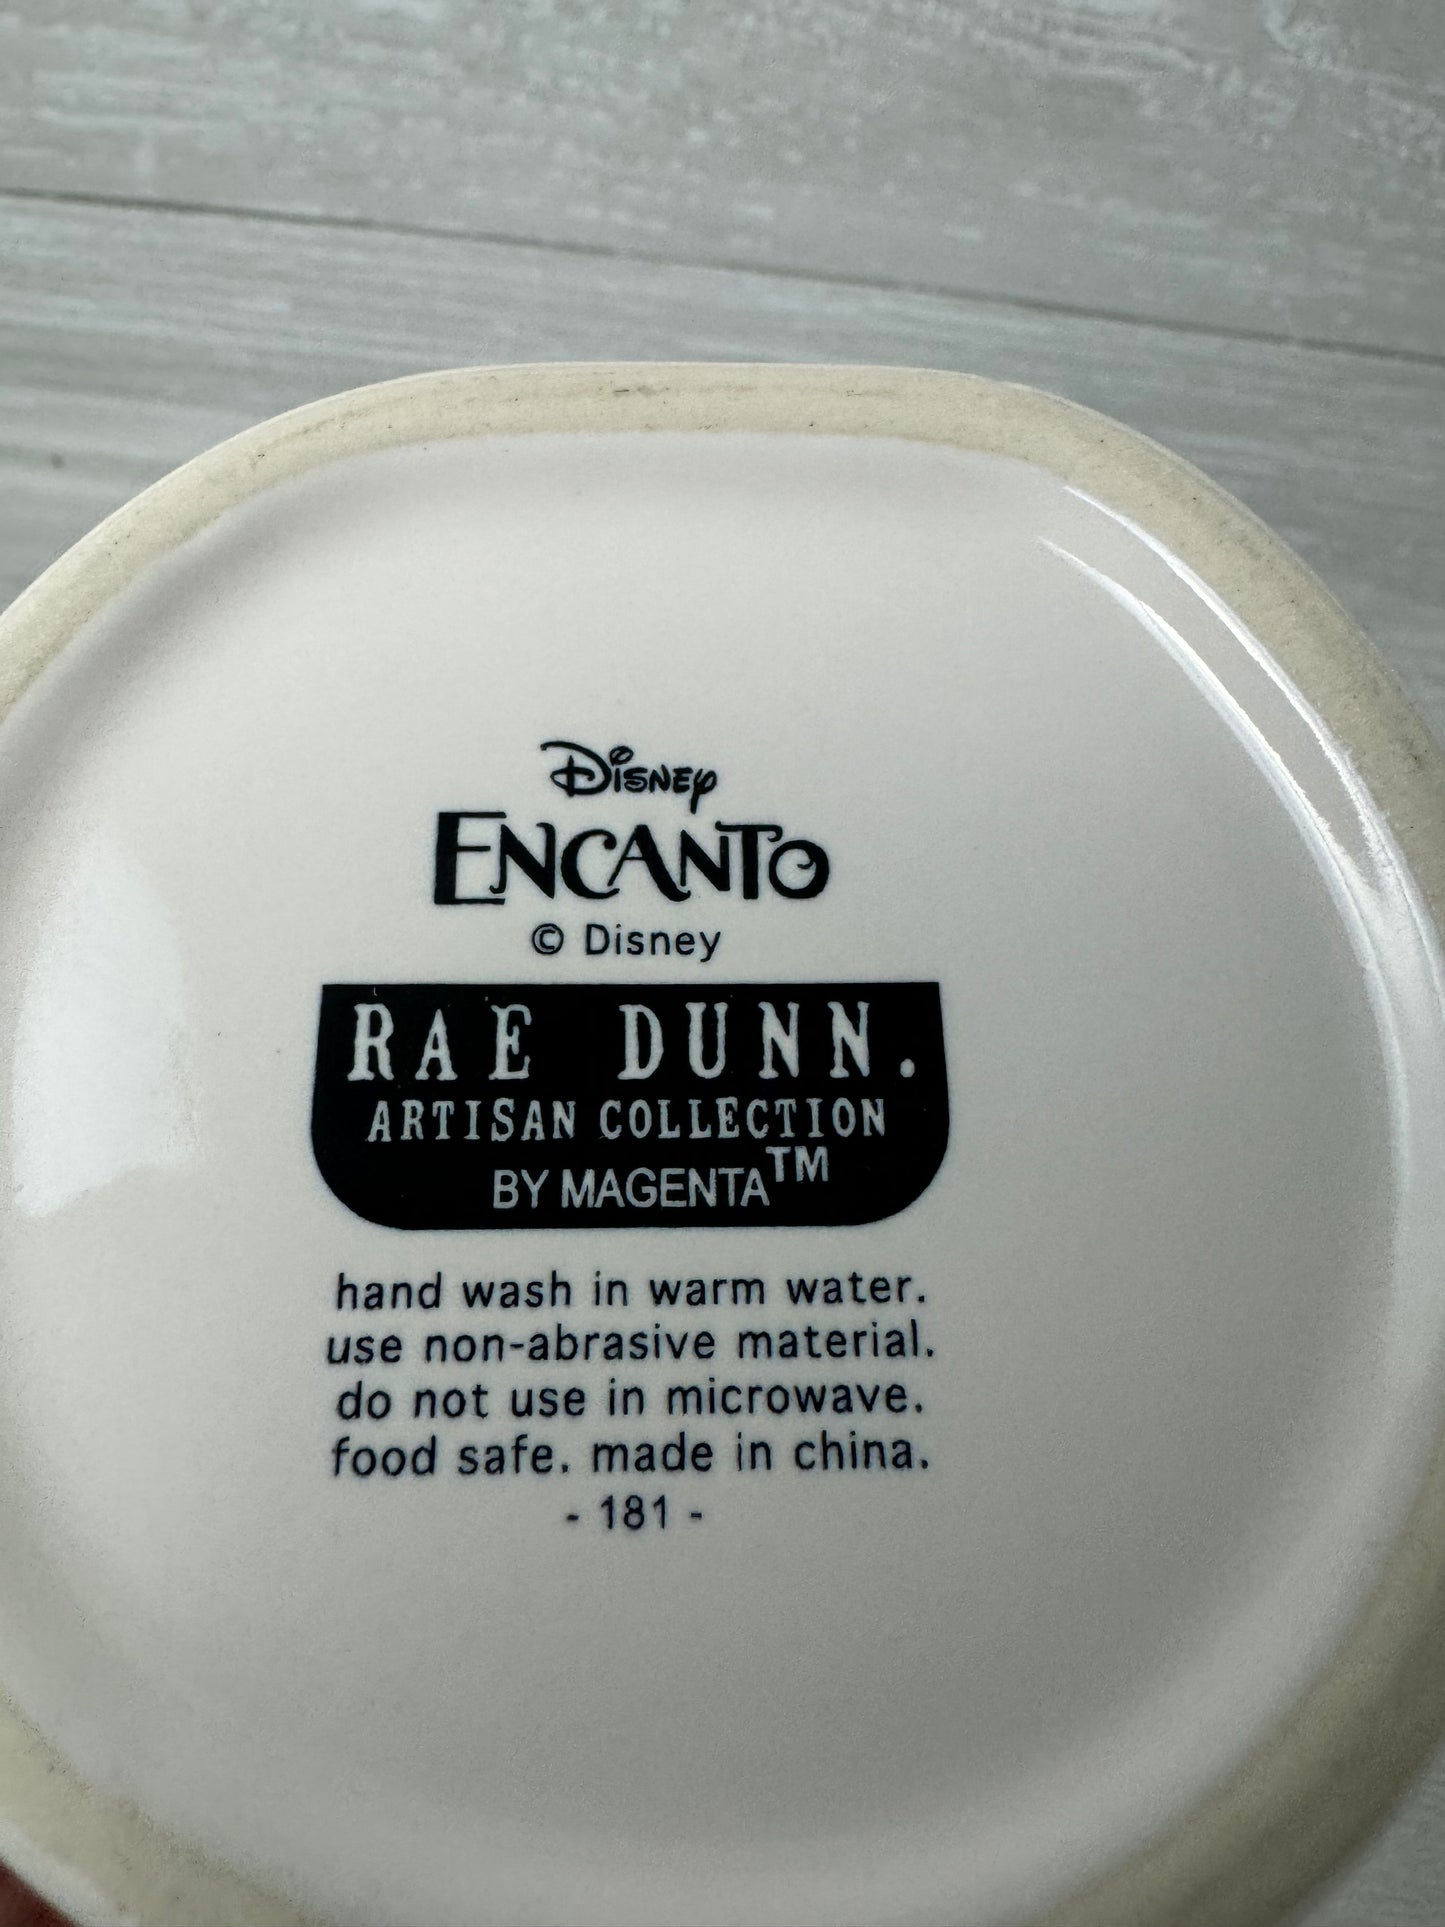 Disney
ENCANTO
© Disney
RAE DUNN.
ARTISAN COLLECTION
BY MAGENTA™
hand wash in warm water.
use non-abrasive material.
do not use in microwave.
food safe. made in china.
- 181 -